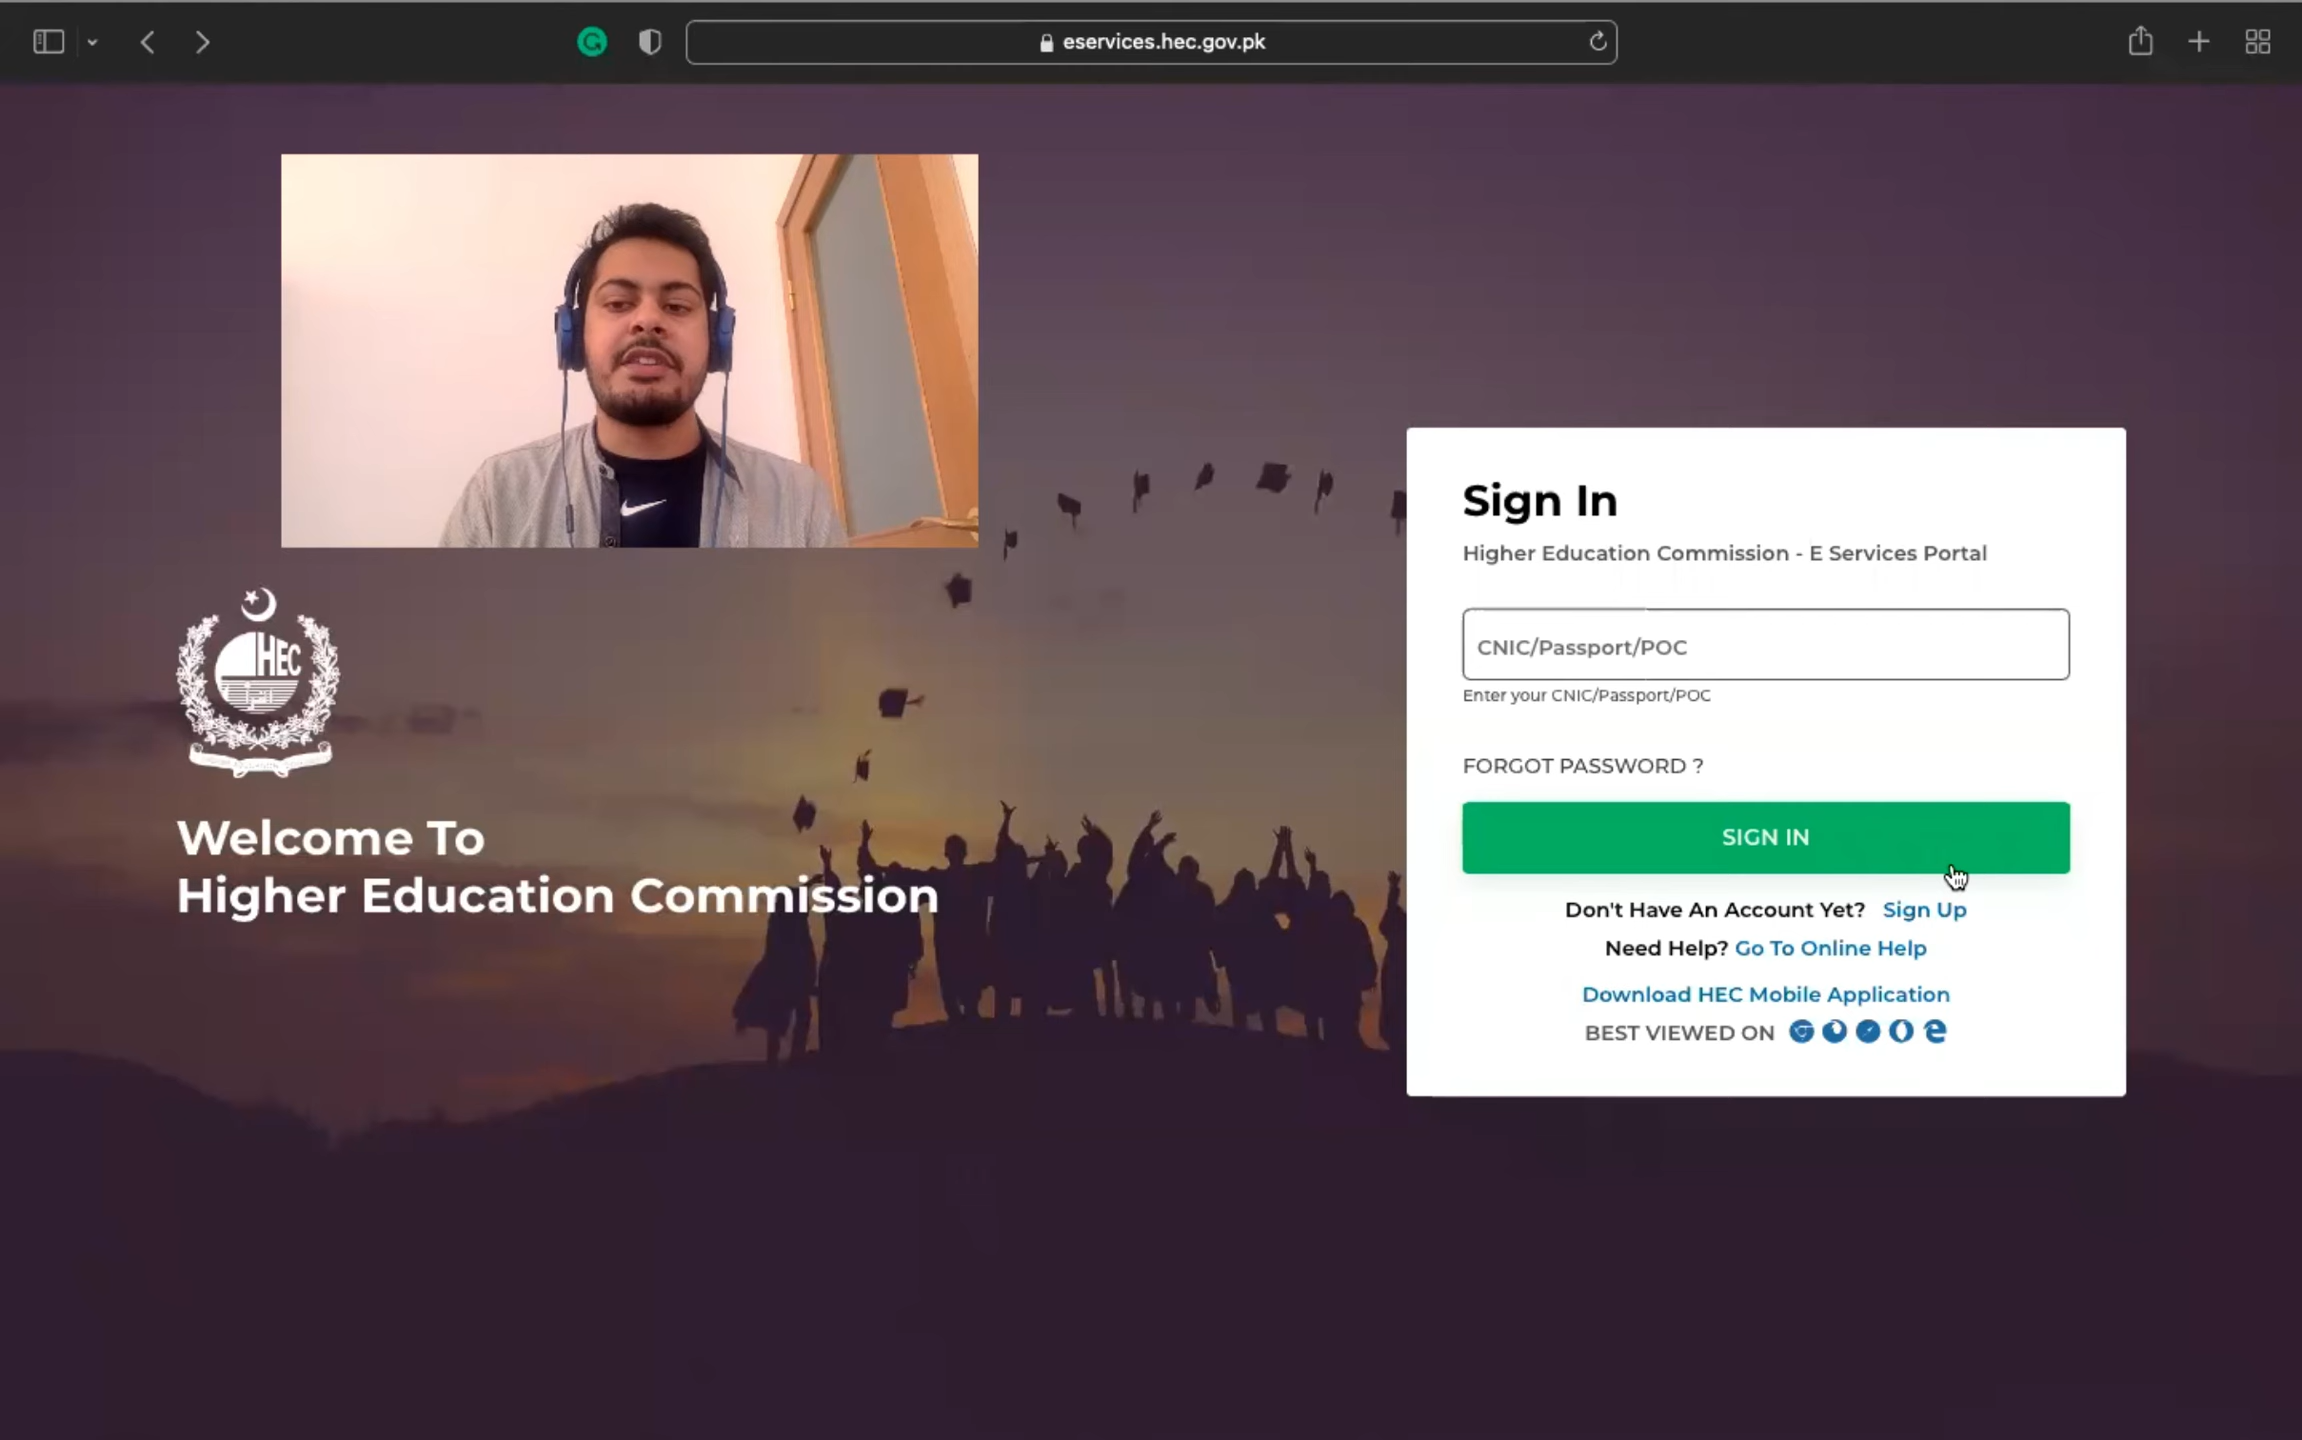 eservices.hec.gov.pk
HEC
Welcome To
Higher Education Commission
Sign In
Higher Education Commission - E Services Portal
CNIC/Passport/POC
Enter your CNIC/Passport/POC
FORGOT PASSWORD ?
SIGN IN
Don't Have An Account Yet? Sign Up
Need Help? Go To Online Help
Download HEC Mobile Application
BEST VIEWED ON